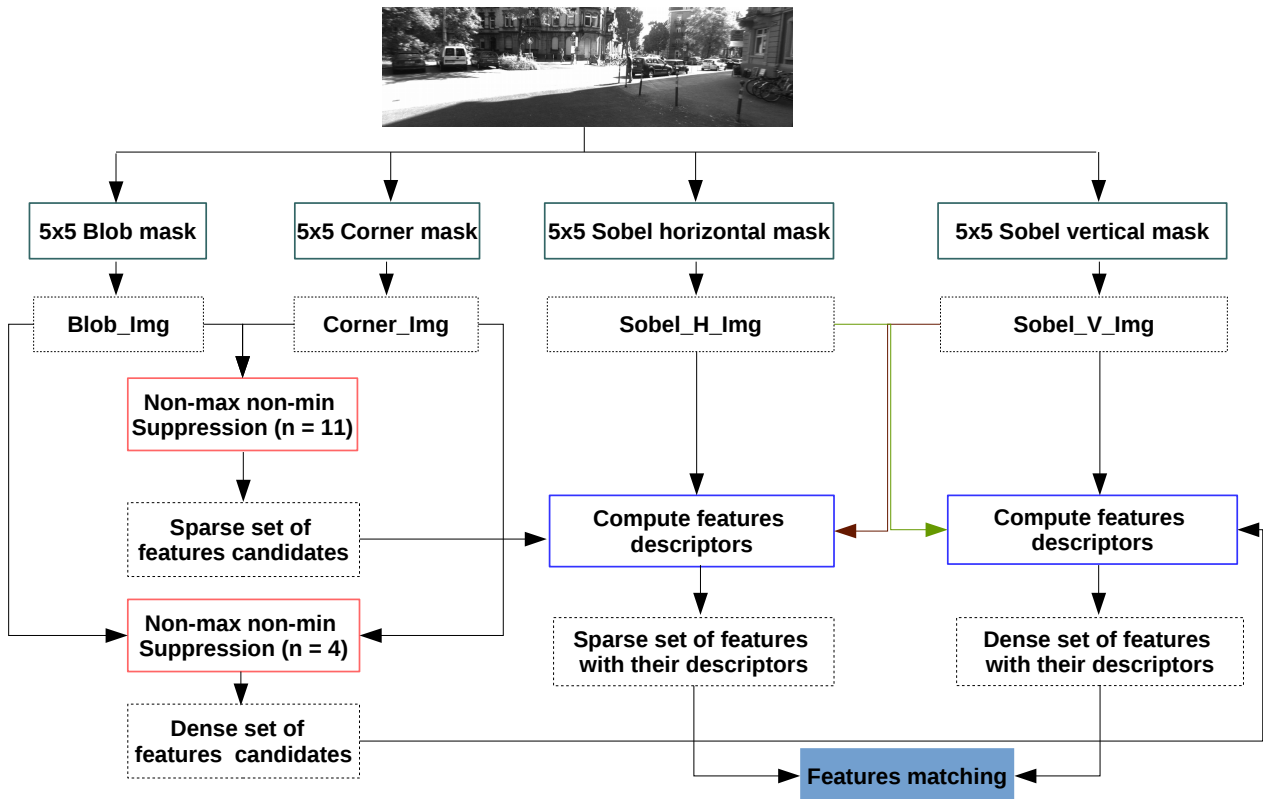 5x5 Blob mask
5x5 Corner mask
5x5 Sobel horizontal mask
5x5 Sobel vertical mask
Blob_Img
Corner_Img
Sobel_H_Img
Sobel_V_Img
Non-max non-min
Suppression (n = 11)
Sparse set of
features candidates
Compute features
descriptors
Compute features
descriptors
Non-max non-min
Suppression (n = 4)
Sparse set of features
with their descriptors
Dense set of features
with their descriptors
Dense set of
features candidates
Features matching